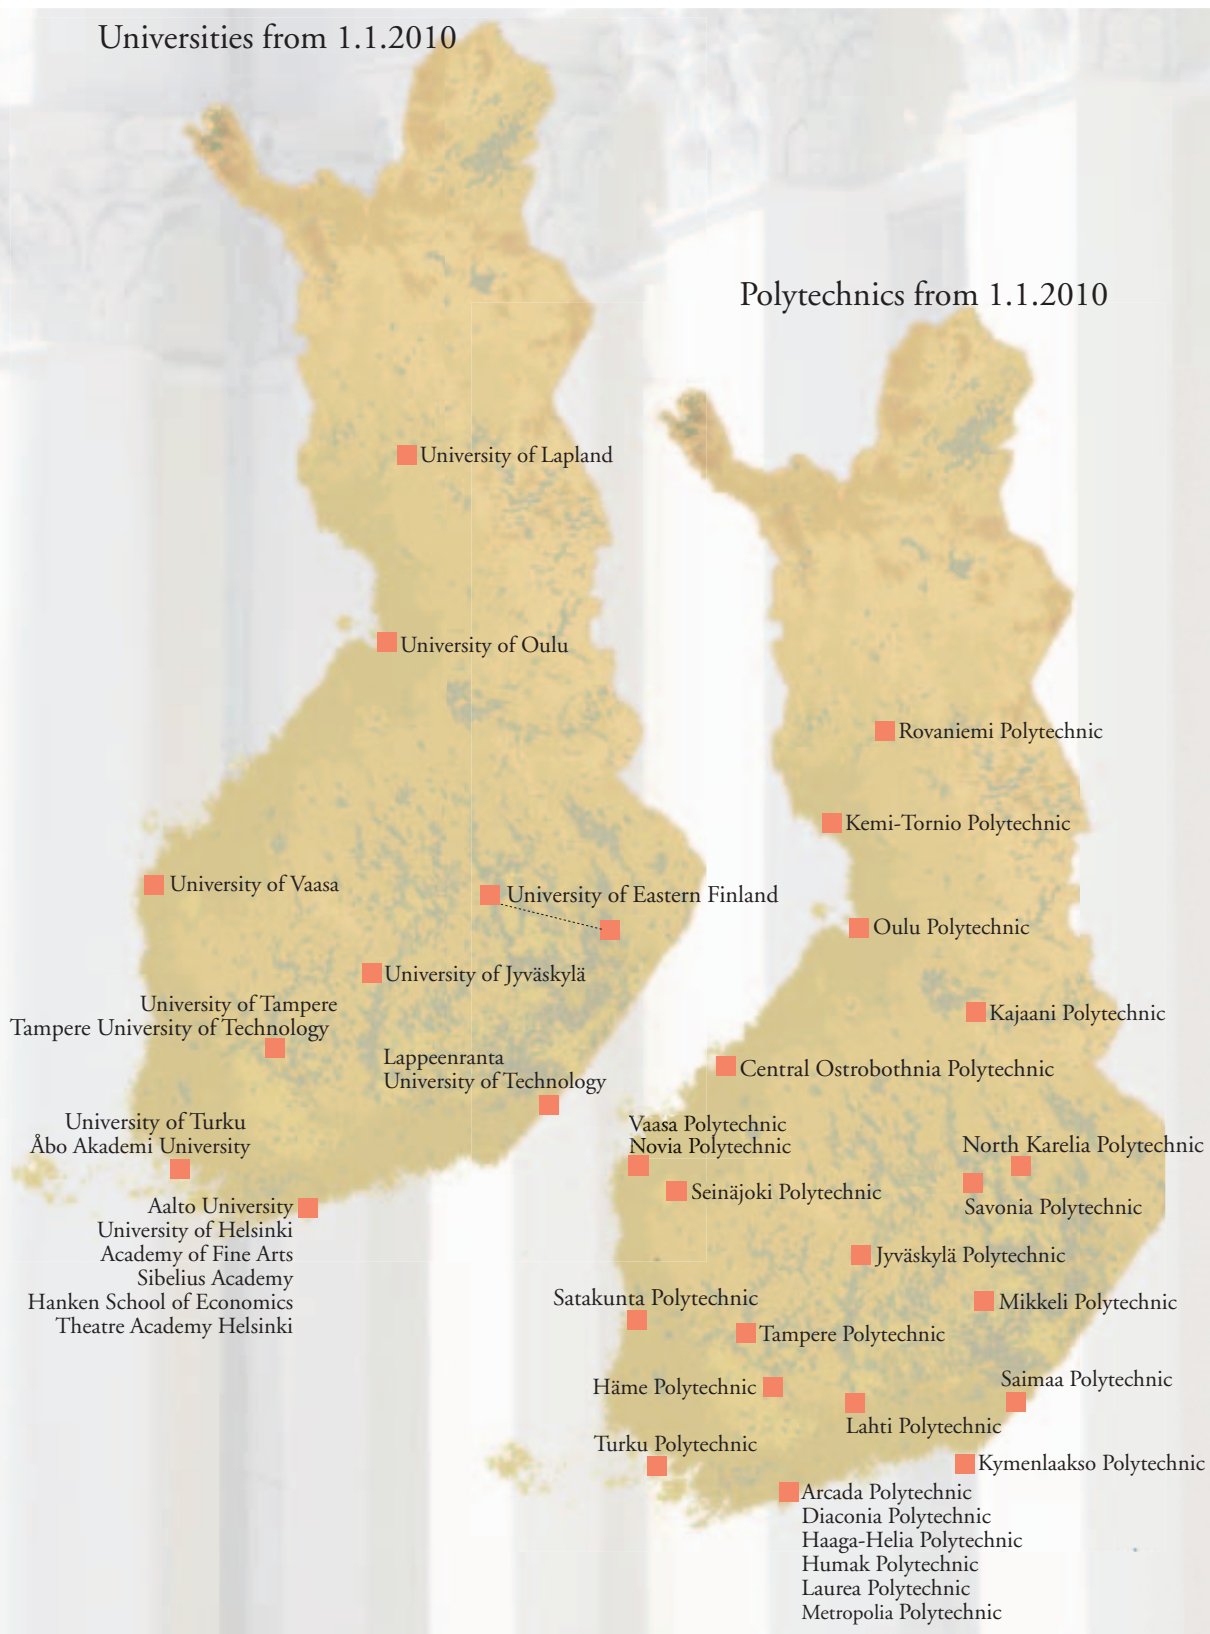 Universities from 1.1.2010
University of Lapland
University of Oulu
University of Vaasa
University of Eastern Finland
University of Jyväskylä
University of Tampere
Tampere University of Technology
Lappeenranta
University of Technology
University of Turku
Åbo Akademi University
Aalto University
University of Helsinki
Academy of Fine Arts
Sibelius Academy
Hanken School of Economics
Theatre Academy Helsinki
Polytechnics from 1.1.2010
Rovaniemi Polytechnic
Kemi-Tornio Polytechnic
Oulu Polytechnic
Kajaani Polytechnic
Central Ostrobothnia Polytechnic
Vaasa Polytechnic
Novia Polytechnic
North Karelia Polytechnic
Seinäjoki Polytechnic
Savonia Polytechnic
Jyväskylä Polytechnic
Satakunta Polytechnic
Mikkeli Polytechnic
Tampere Polytechnic
Häme Polytechnic
Saimaa Polytechnic
Lahti Polytechnic
Turku Polytechnic
Kymenlaakso Polytechnic
Arcada Polytechnic
Diaconia Polytechnic
Haaga-Helia Polytechnic
Humak Polytechnic
Laurea Polytechnic
Metropolia Polytechnic